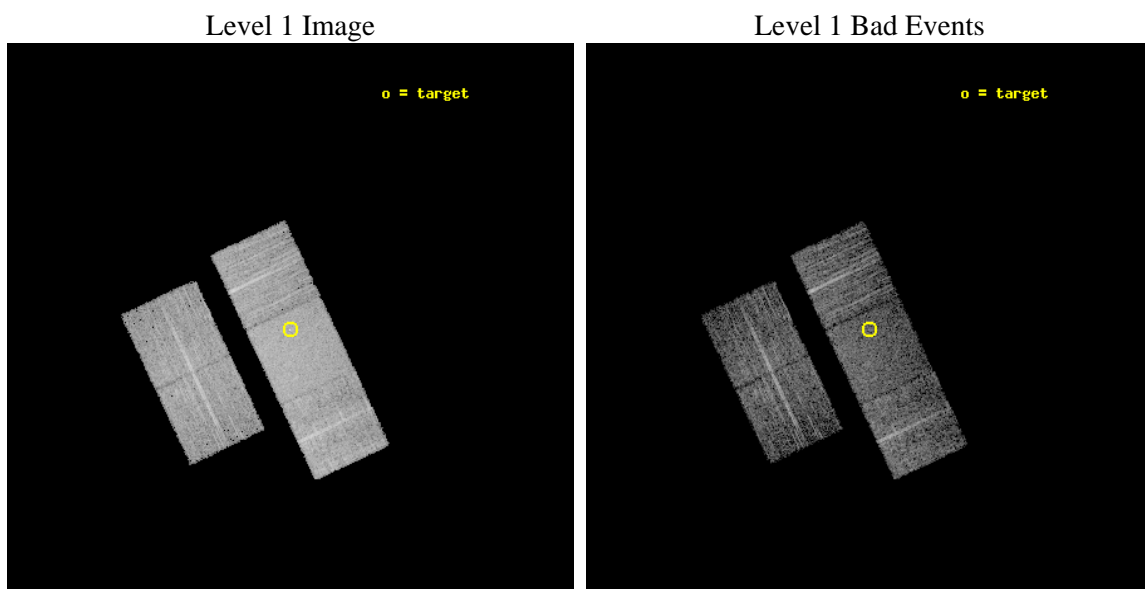 Level 1 Image
Level 1 Bad Events
o = target
o = target